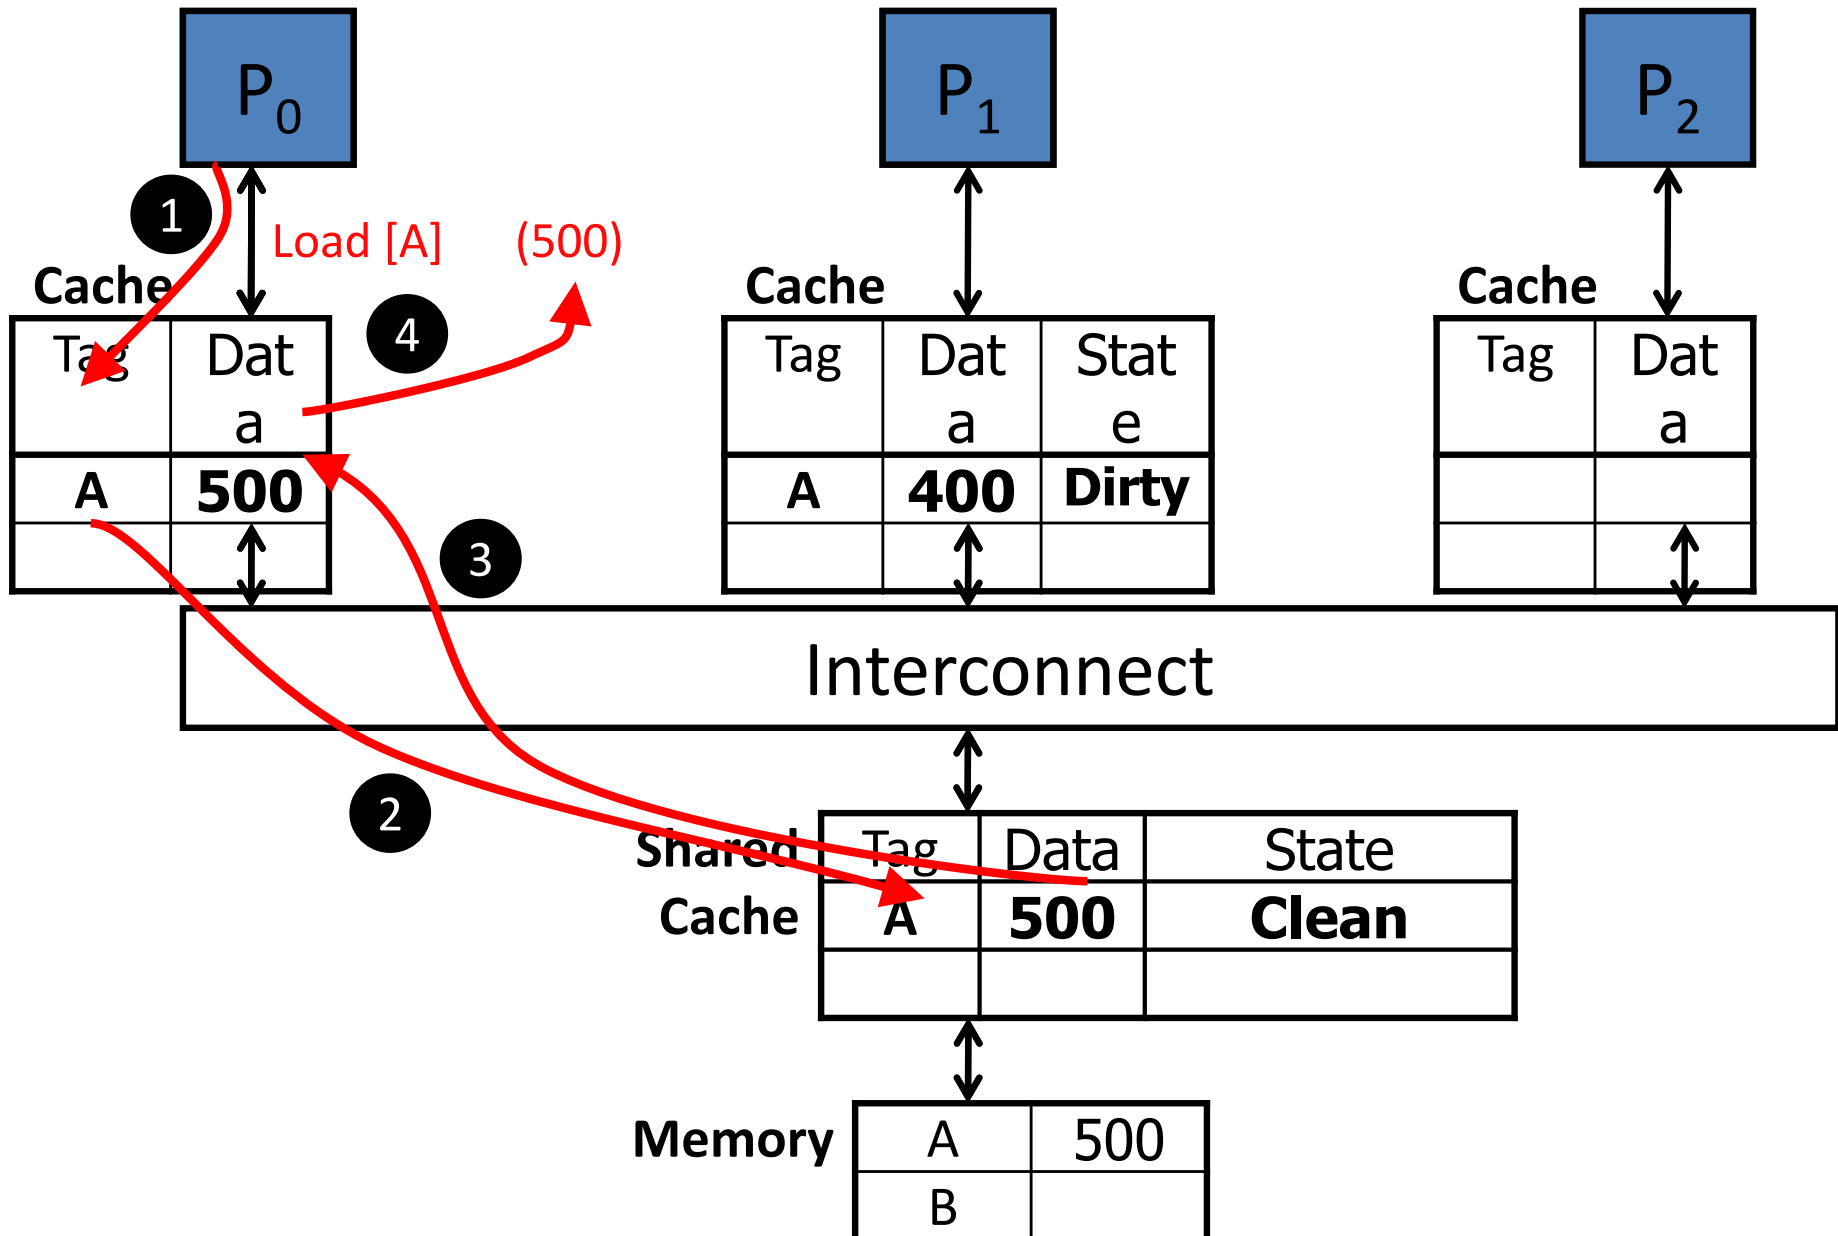 P0 P1 P2
1
Load [A] (500)
Cache Cache Cache
4
Tag Dat Tag Dat Stat Tag Dat
a a e a
A 500 A 400 Dirty
3
Interconnect
2
Shared Tag Data State
Cache A 500 Clean
Memory A 500
B